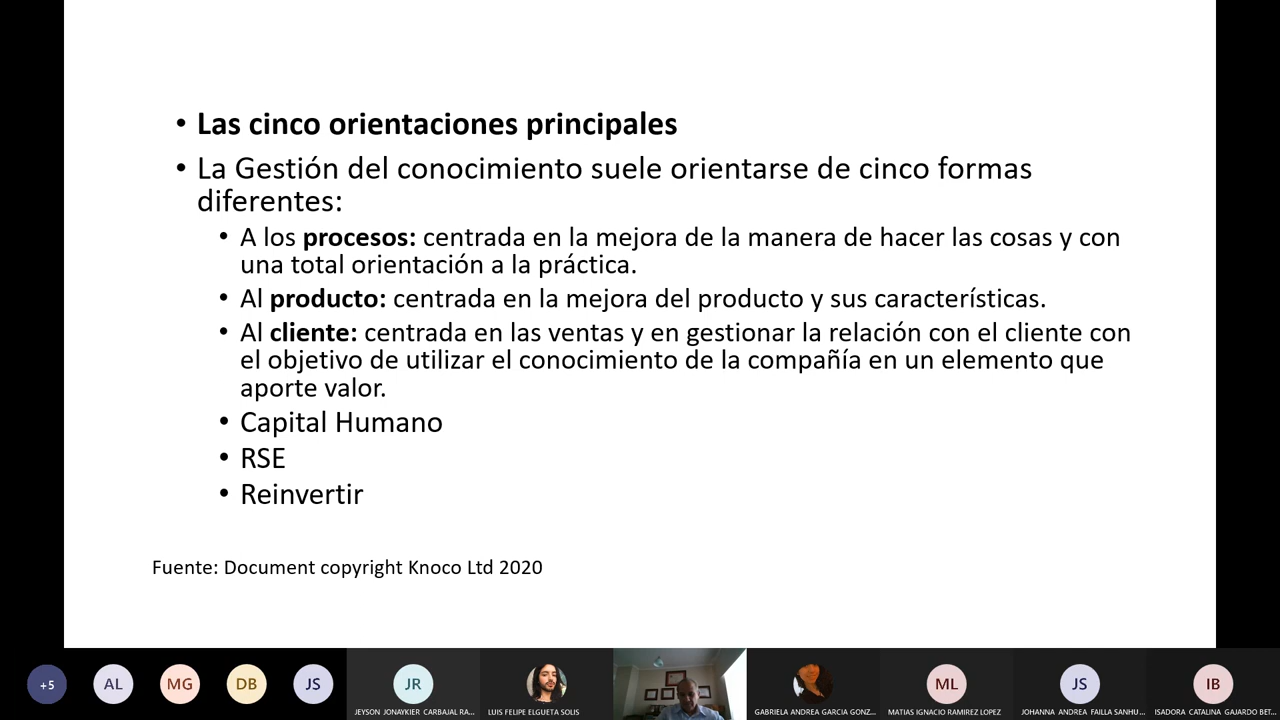 • Las cinco orientaciones principales
• La Gestión del conocimiento suele orientarse de cinco formas
diferentes:
• A los procesos: centrada en la mejora de la manera de hacer las cosas y con
una total orientación a la práctica.
• Al producto: centrada en la mejora del producto y sus características.
• Al cliente: centrada en las ventas y en gestionar la relación con el cliente con
el objetivo de utilizar el conocimiento de la compañía en un elemento que
aporte valor.
• Capital Humano
• RSE
• Reinvertir
Fuente: Document copyright Knoco Ltd 2020
+5
AL
MG
DB
JS
JR
JEYSON JONAYKIER CARBAJAL RA...
LUIS FELIPE ELGUETA SOLIS
GABRIELA ANDREA GARCIA GONZ...
ML
MATIAS IGNACIO RAMIREZ LOPEZ
JS
JOHANNA ANDREA FAILLA SANHU...
IB
ISADORA CATALINA GAJARDO BET...